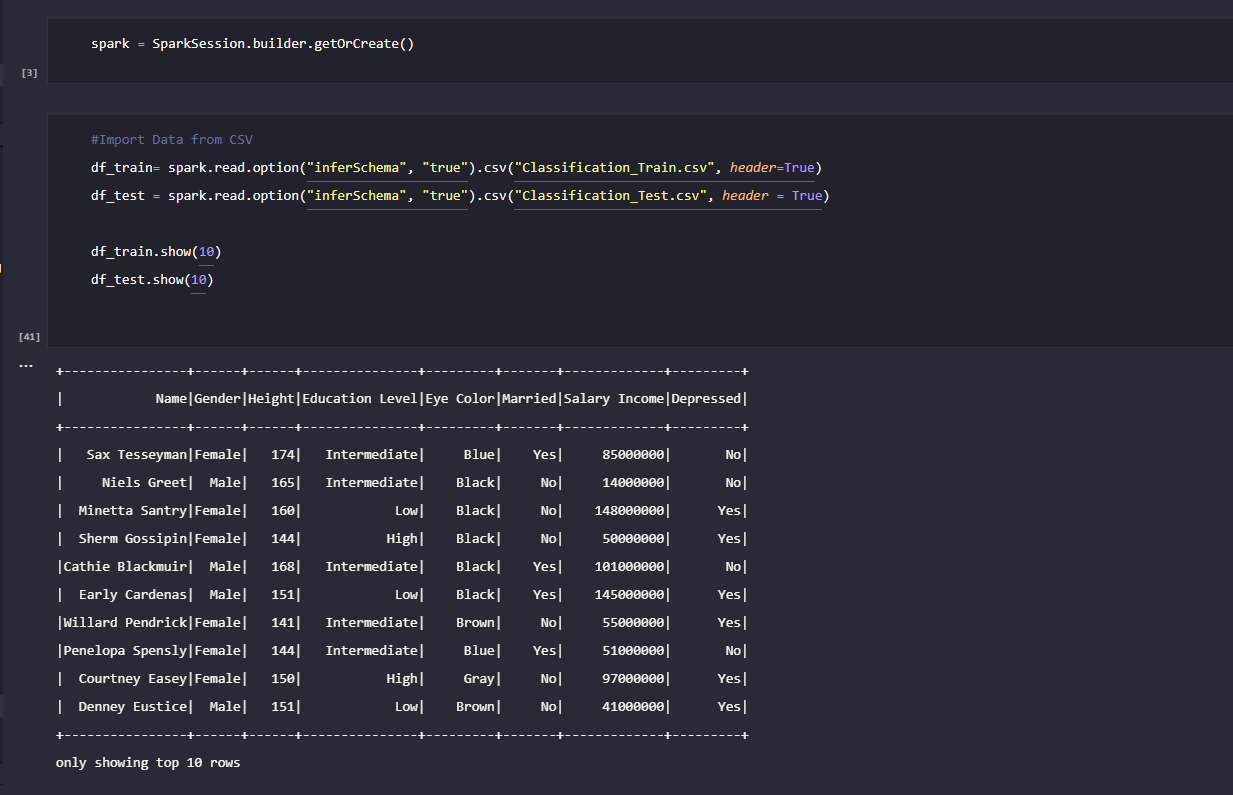 spark = SparkSession.builder.getOrCreate()
[3]
#Import Data from CSV
df_train= spark.read.option("inferSchema", "true").csv("Classification_Train.csv", header=True)
df_test = spark.read.option("inferSchema", "true").csv("Classification_Test.csv", header = True)
df_train.show(10)
df_test.show(10)
[41]
...
+----------------+------+------+---------------+---------+-------+-------------+---------+
|            Name|Gender|Height|Education Level|Eye Color|Married|Salary Income|Depressed|
+----------------+------+------+---------------+---------+-------+-------------+---------+
|   Sax Tesseyman|Female|   174|   Intermediate|     Blue|    Yes|     85000000|       No|
|     Niels Greet|  Male|   165|   Intermediate|    Black|     No|     14000000|       No|
|  Minetta Santry|Female|   160|            Low|    Black|     No|    148000000|      Yes|
|  Sherm Gossipin|Female|   144|           High|    Black|     No|     50000000|      Yes|
|Cathie Blackmuir|  Male|   168|   Intermediate|    Black|    Yes|    101000000|       No|
|  Early Cardenas|  Male|   151|            Low|    Black|    Yes|    145000000|      Yes|
|Willard Pendrick|Female|   141|   Intermediate|    Brown|     No|     55000000|      Yes|
|Penelopa Spensly|Female|   144|   Intermediate|     Blue|    Yes|     51000000|       No|
|  Courtney Easey|Female|   150|           High|     Gray|     No|     97000000|      Yes|
|  Denney Eustice|  Male|   151|            Low|    Brown|     No|     41000000|      Yes|
+----------------+------+------+---------------+---------+-------+-------------+---------+
only showing top 10 rows